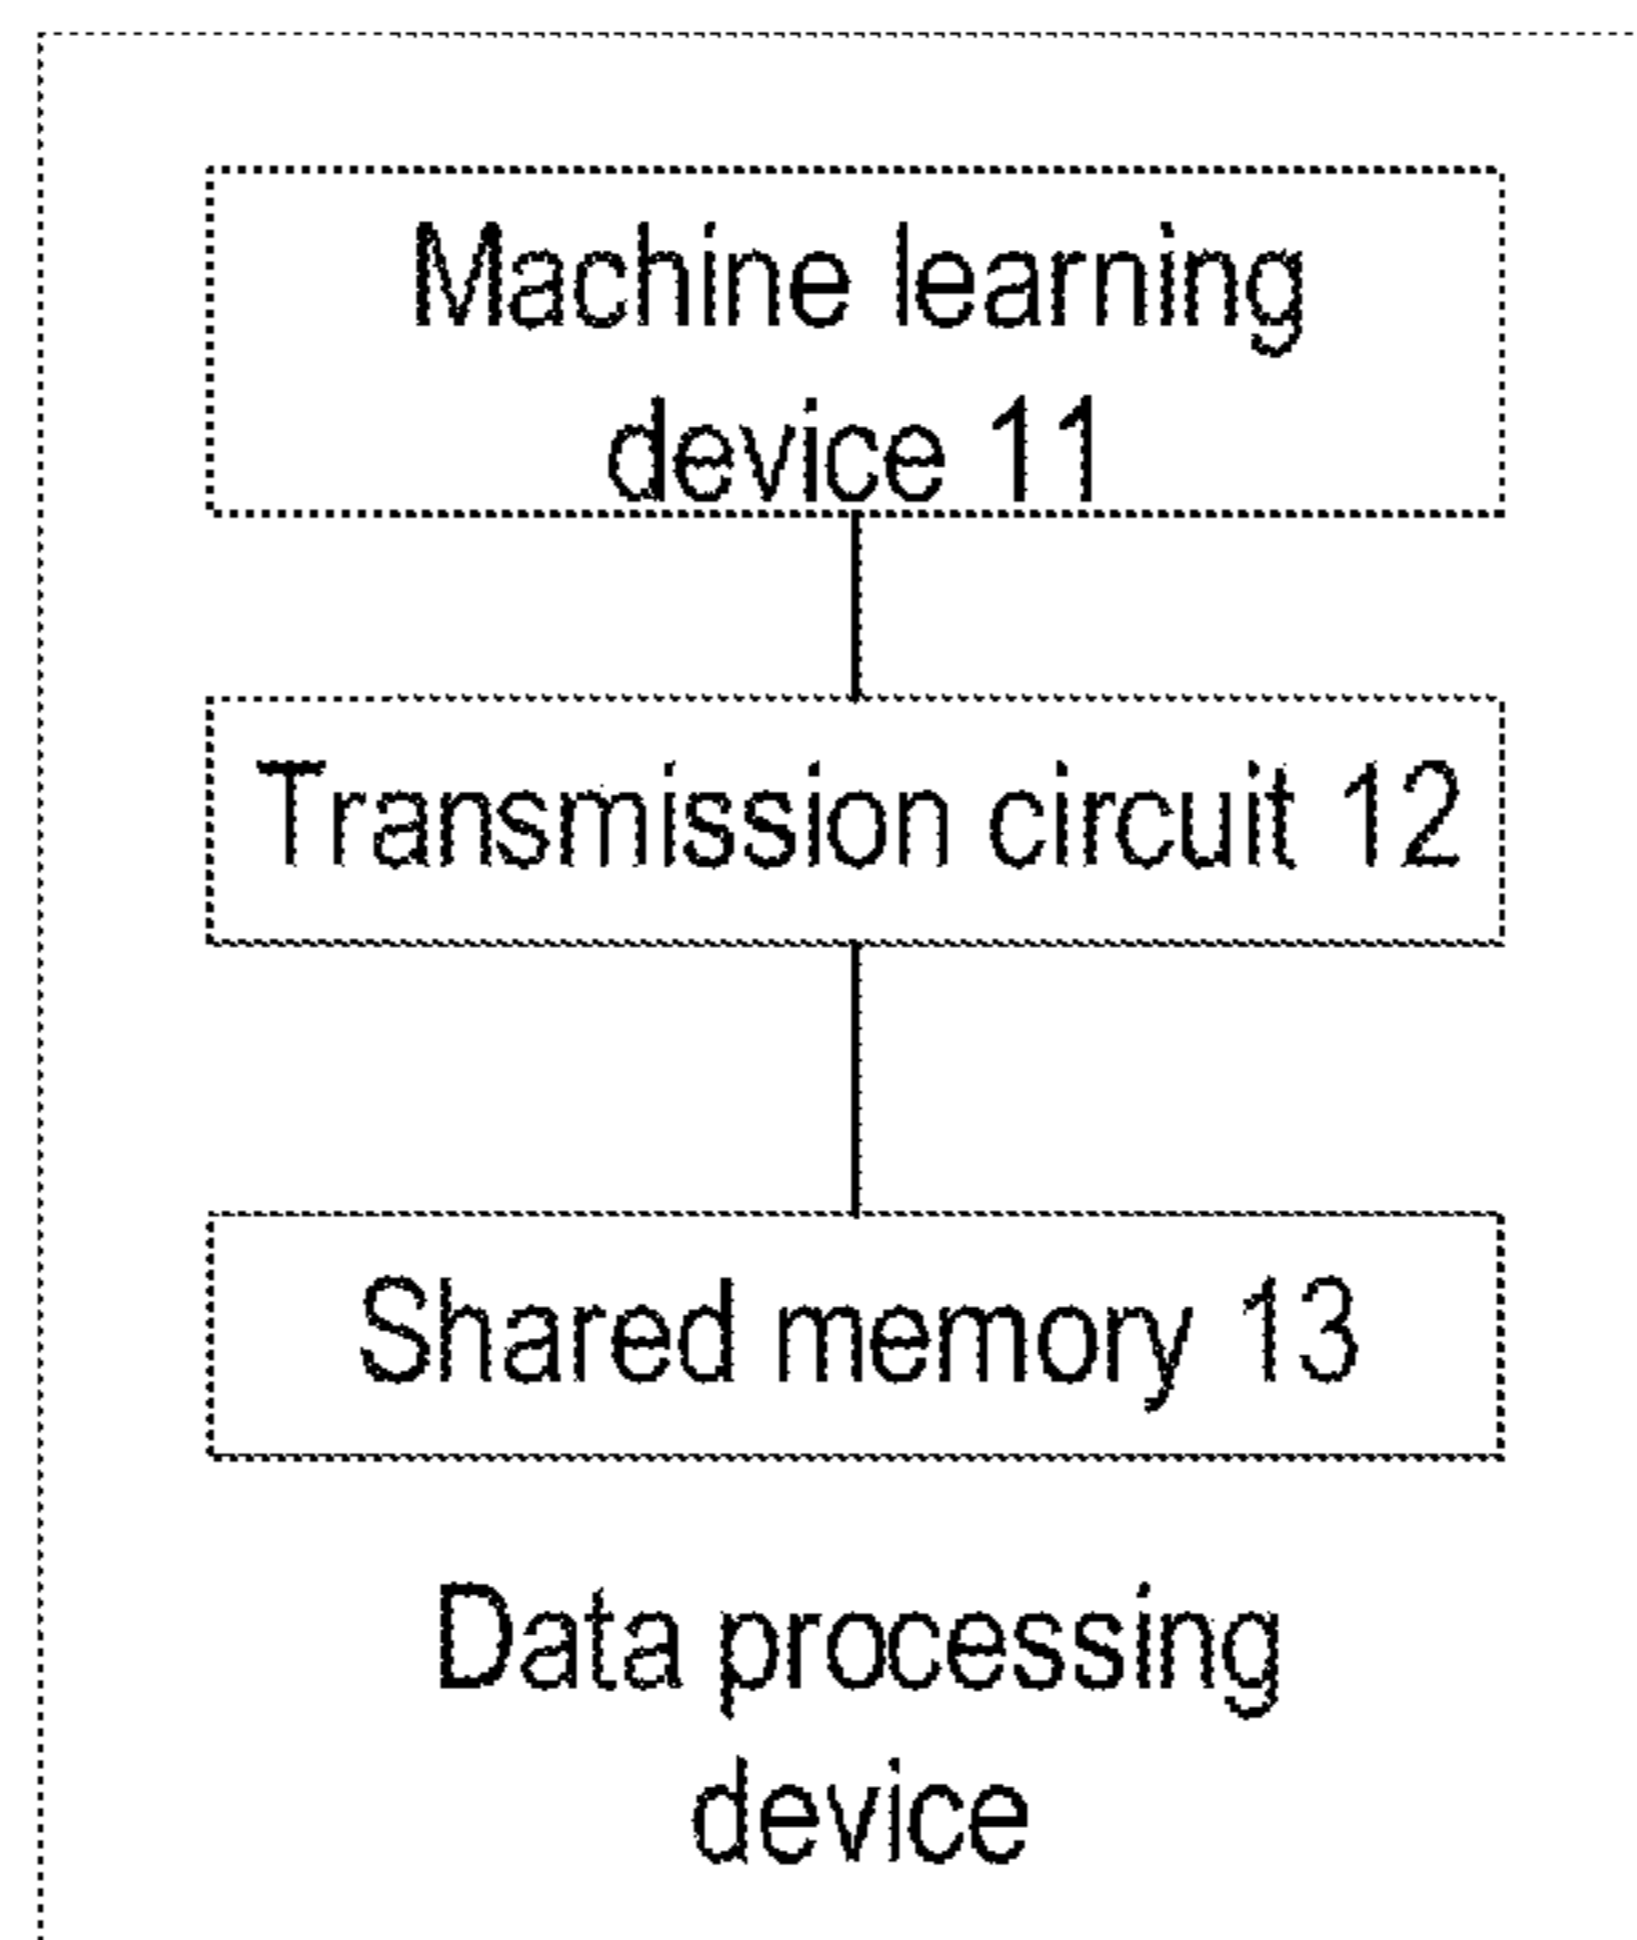 Machine learning
device 11
Transmission circuit 12
Shared memory 13
Data processing
device